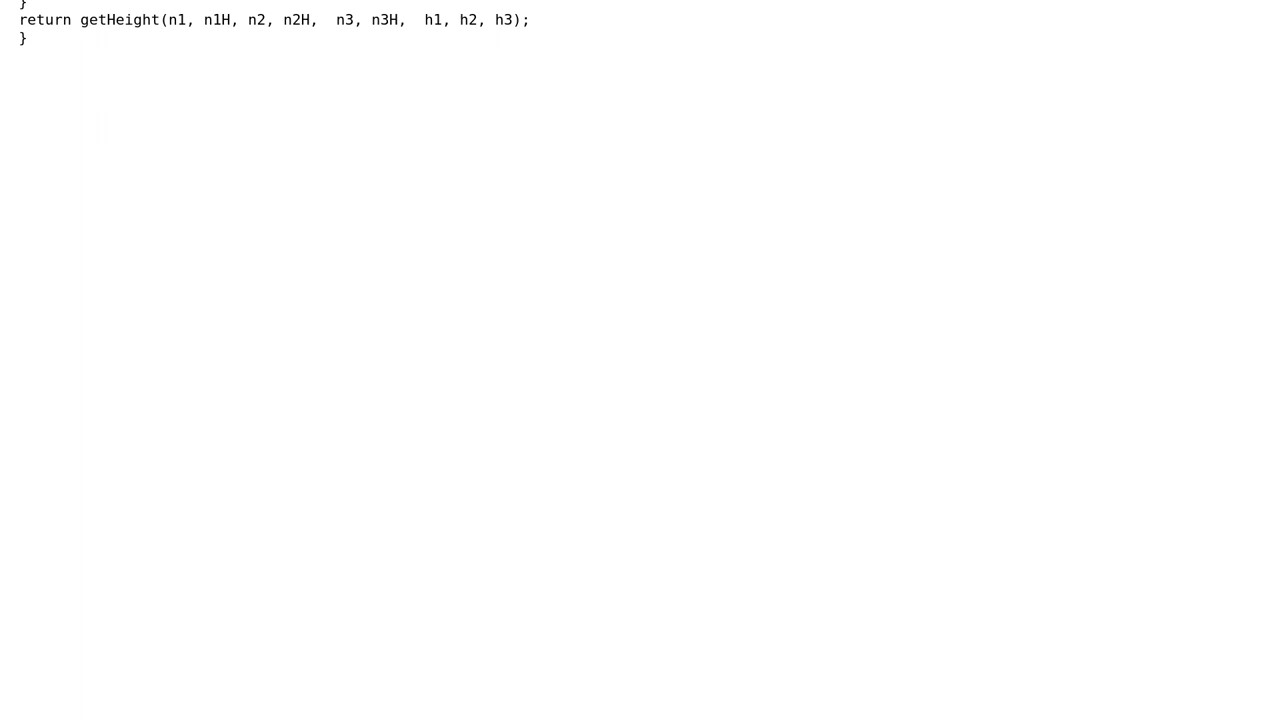 }
return getHeight(n1, n1H, n2, n2H,  n3, n3H,  h1, h2, h3);
}